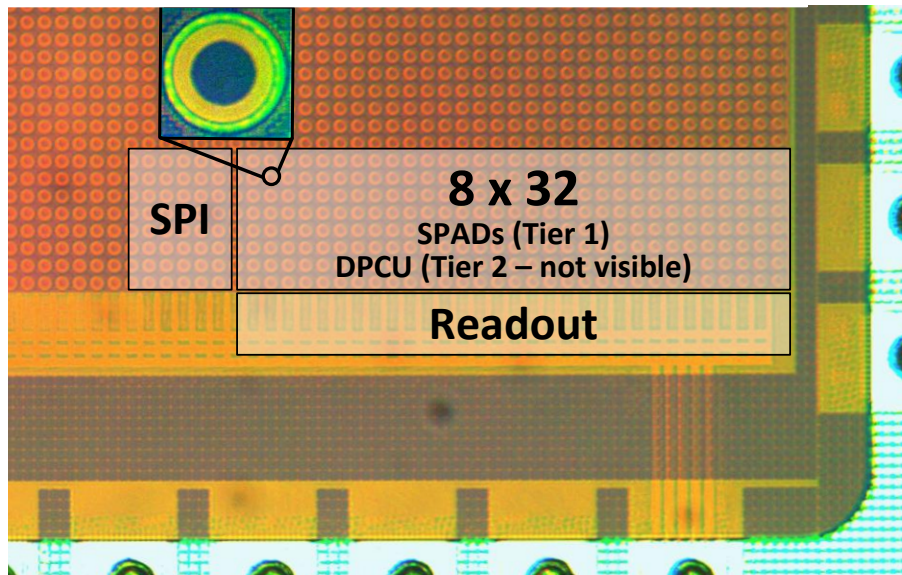 SPI
8 x 32
SPADs (Tier 1)
DPCU (Tier 2 – not visible)
Readout